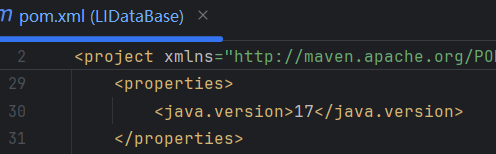 pom.xml (LIDataBase)
2 <project xmlns="http://maven.apache.org/PO
29 <properties>
30 <java.version>17</java.version>
31 </properties>